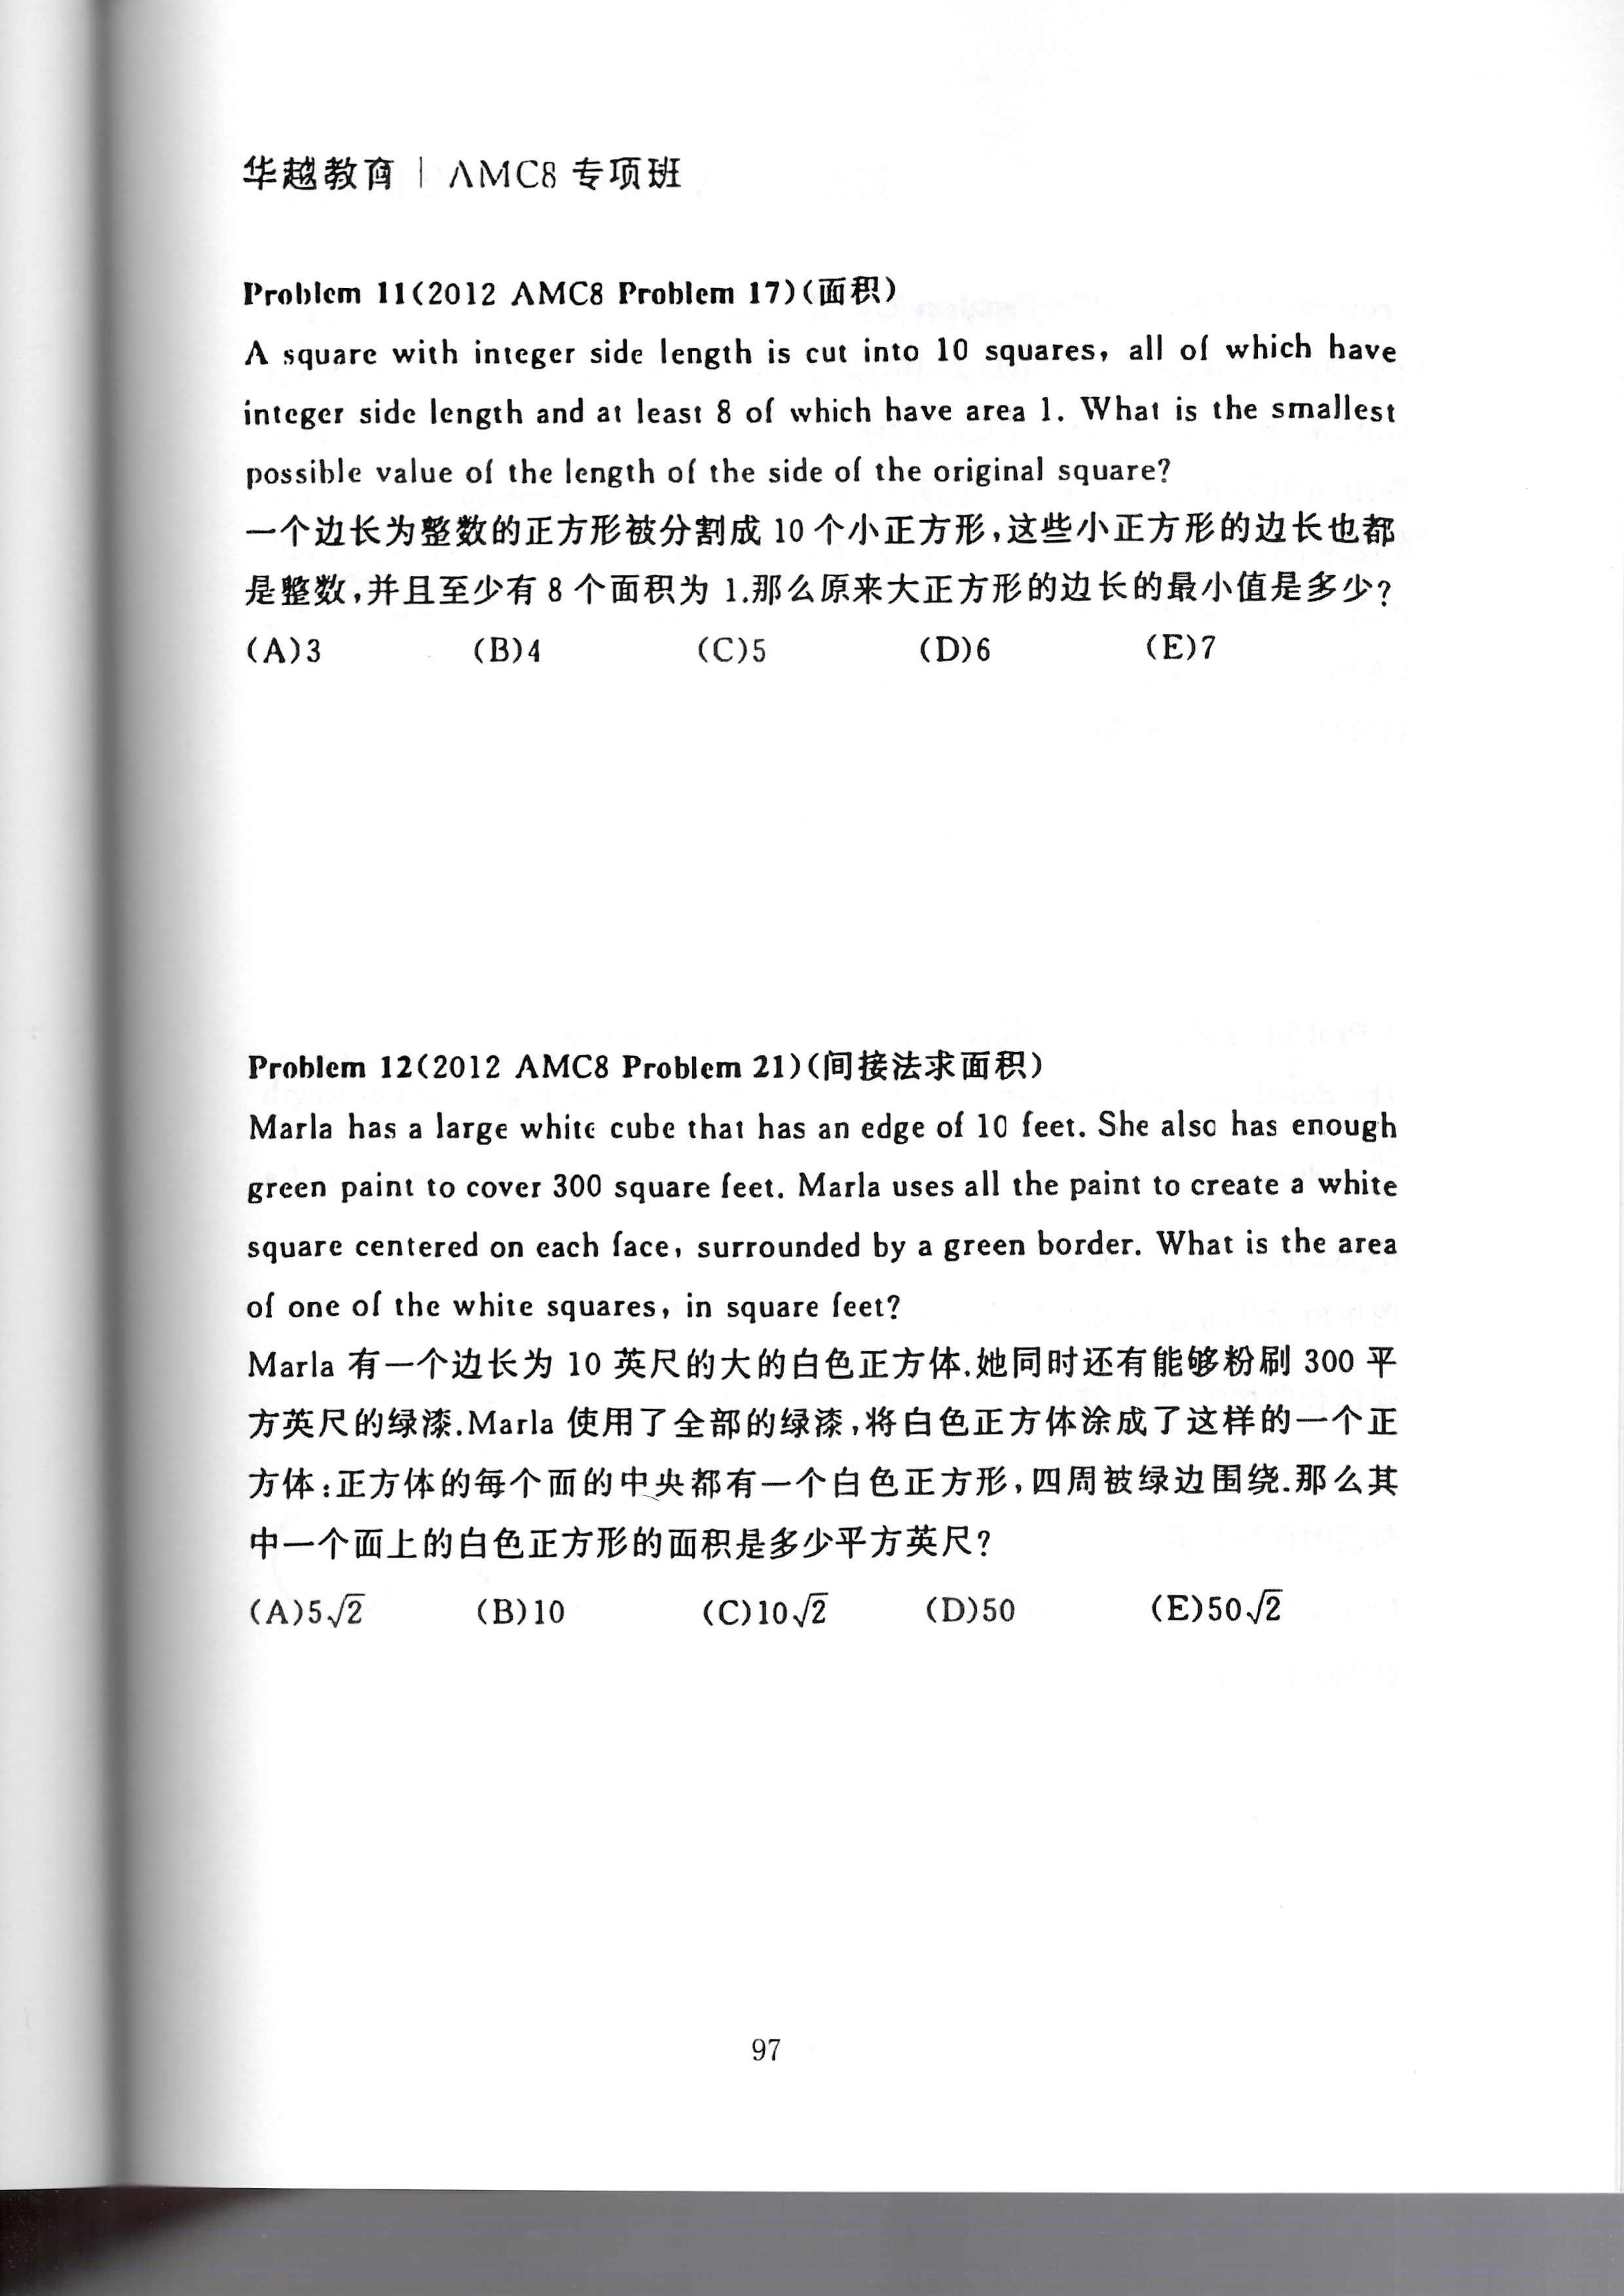 华越教育 | AMC8 专项班
Problem 11(2012 AMC8 Problem 17)(面积)
A square with integer side length is cut into 10 squares, all of which have
integer side length and at least 8 of which have area 1. What is the smallest
possible value of the length of the side of the original square?
一个边长为整数的正方形被分割成 10 个小正方形,这些小正方形的边长也都
是整数,并且至少有 8 个面积为 1.那么原来大正方形的边长的最小值是多少?
(A)3 (B)4 (C)5 (D)6 (E)7
Problem 12(2012 AMC8 Problem 21)(间接法求面积)
Marla has a large white cube that has an edge of 10 feet. She also has enough
green paint to cover 300 square feet. Marla uses all the paint to create a white
square centered on each face, surrounded by a green border. What is the area
of one of the white squares, in square feet?
Marla 有一个边长为 10 英尺的大的白色正方体.她同时还有能够粉刷 300 平
方英尺的绿漆.Marla 使用了全部的绿漆,将白色正方体涂成了这样的一个正
方体:正方体的每个面的中央都有一个白色正方形,四周被绿边围绕.那么其
中一个面上的白色正方形的面积是多少平方英尺?
(A)5√2 (B)10 (C)10√2 (D)50 (E)50√2
97